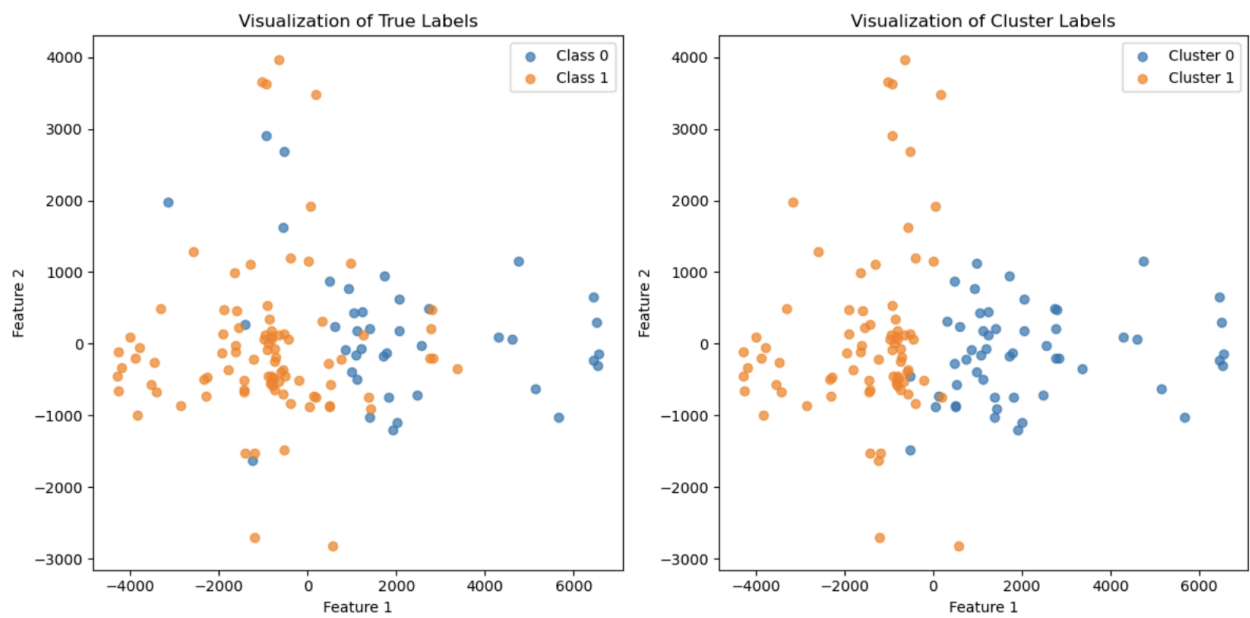 Visualization of True Labels
4000
3000
2000
1000
0
−1000
−2000
−3000
Feature 2
Class 0
Class 1
−4000 −2000 0 2000 4000 6000
Feature 1
Visualization of Cluster Labels
4000
3000
2000
1000
0
−1000
−2000
−3000
Feature 2
Cluster 0
Cluster 1
−4000 −2000 0 2000 4000 6000
Feature 1